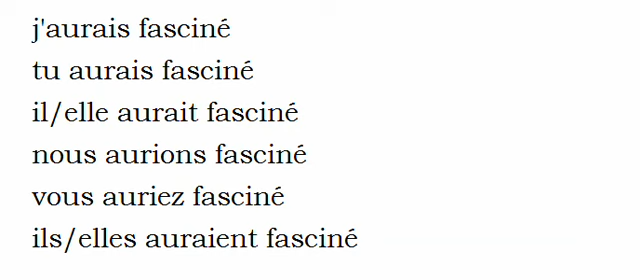 j'aurais fasciné
tu aurais fasciné
il/elle aurait fasciné
nous aurions fasciné
vous auriez fasciné
ils/elles auraient fasciné